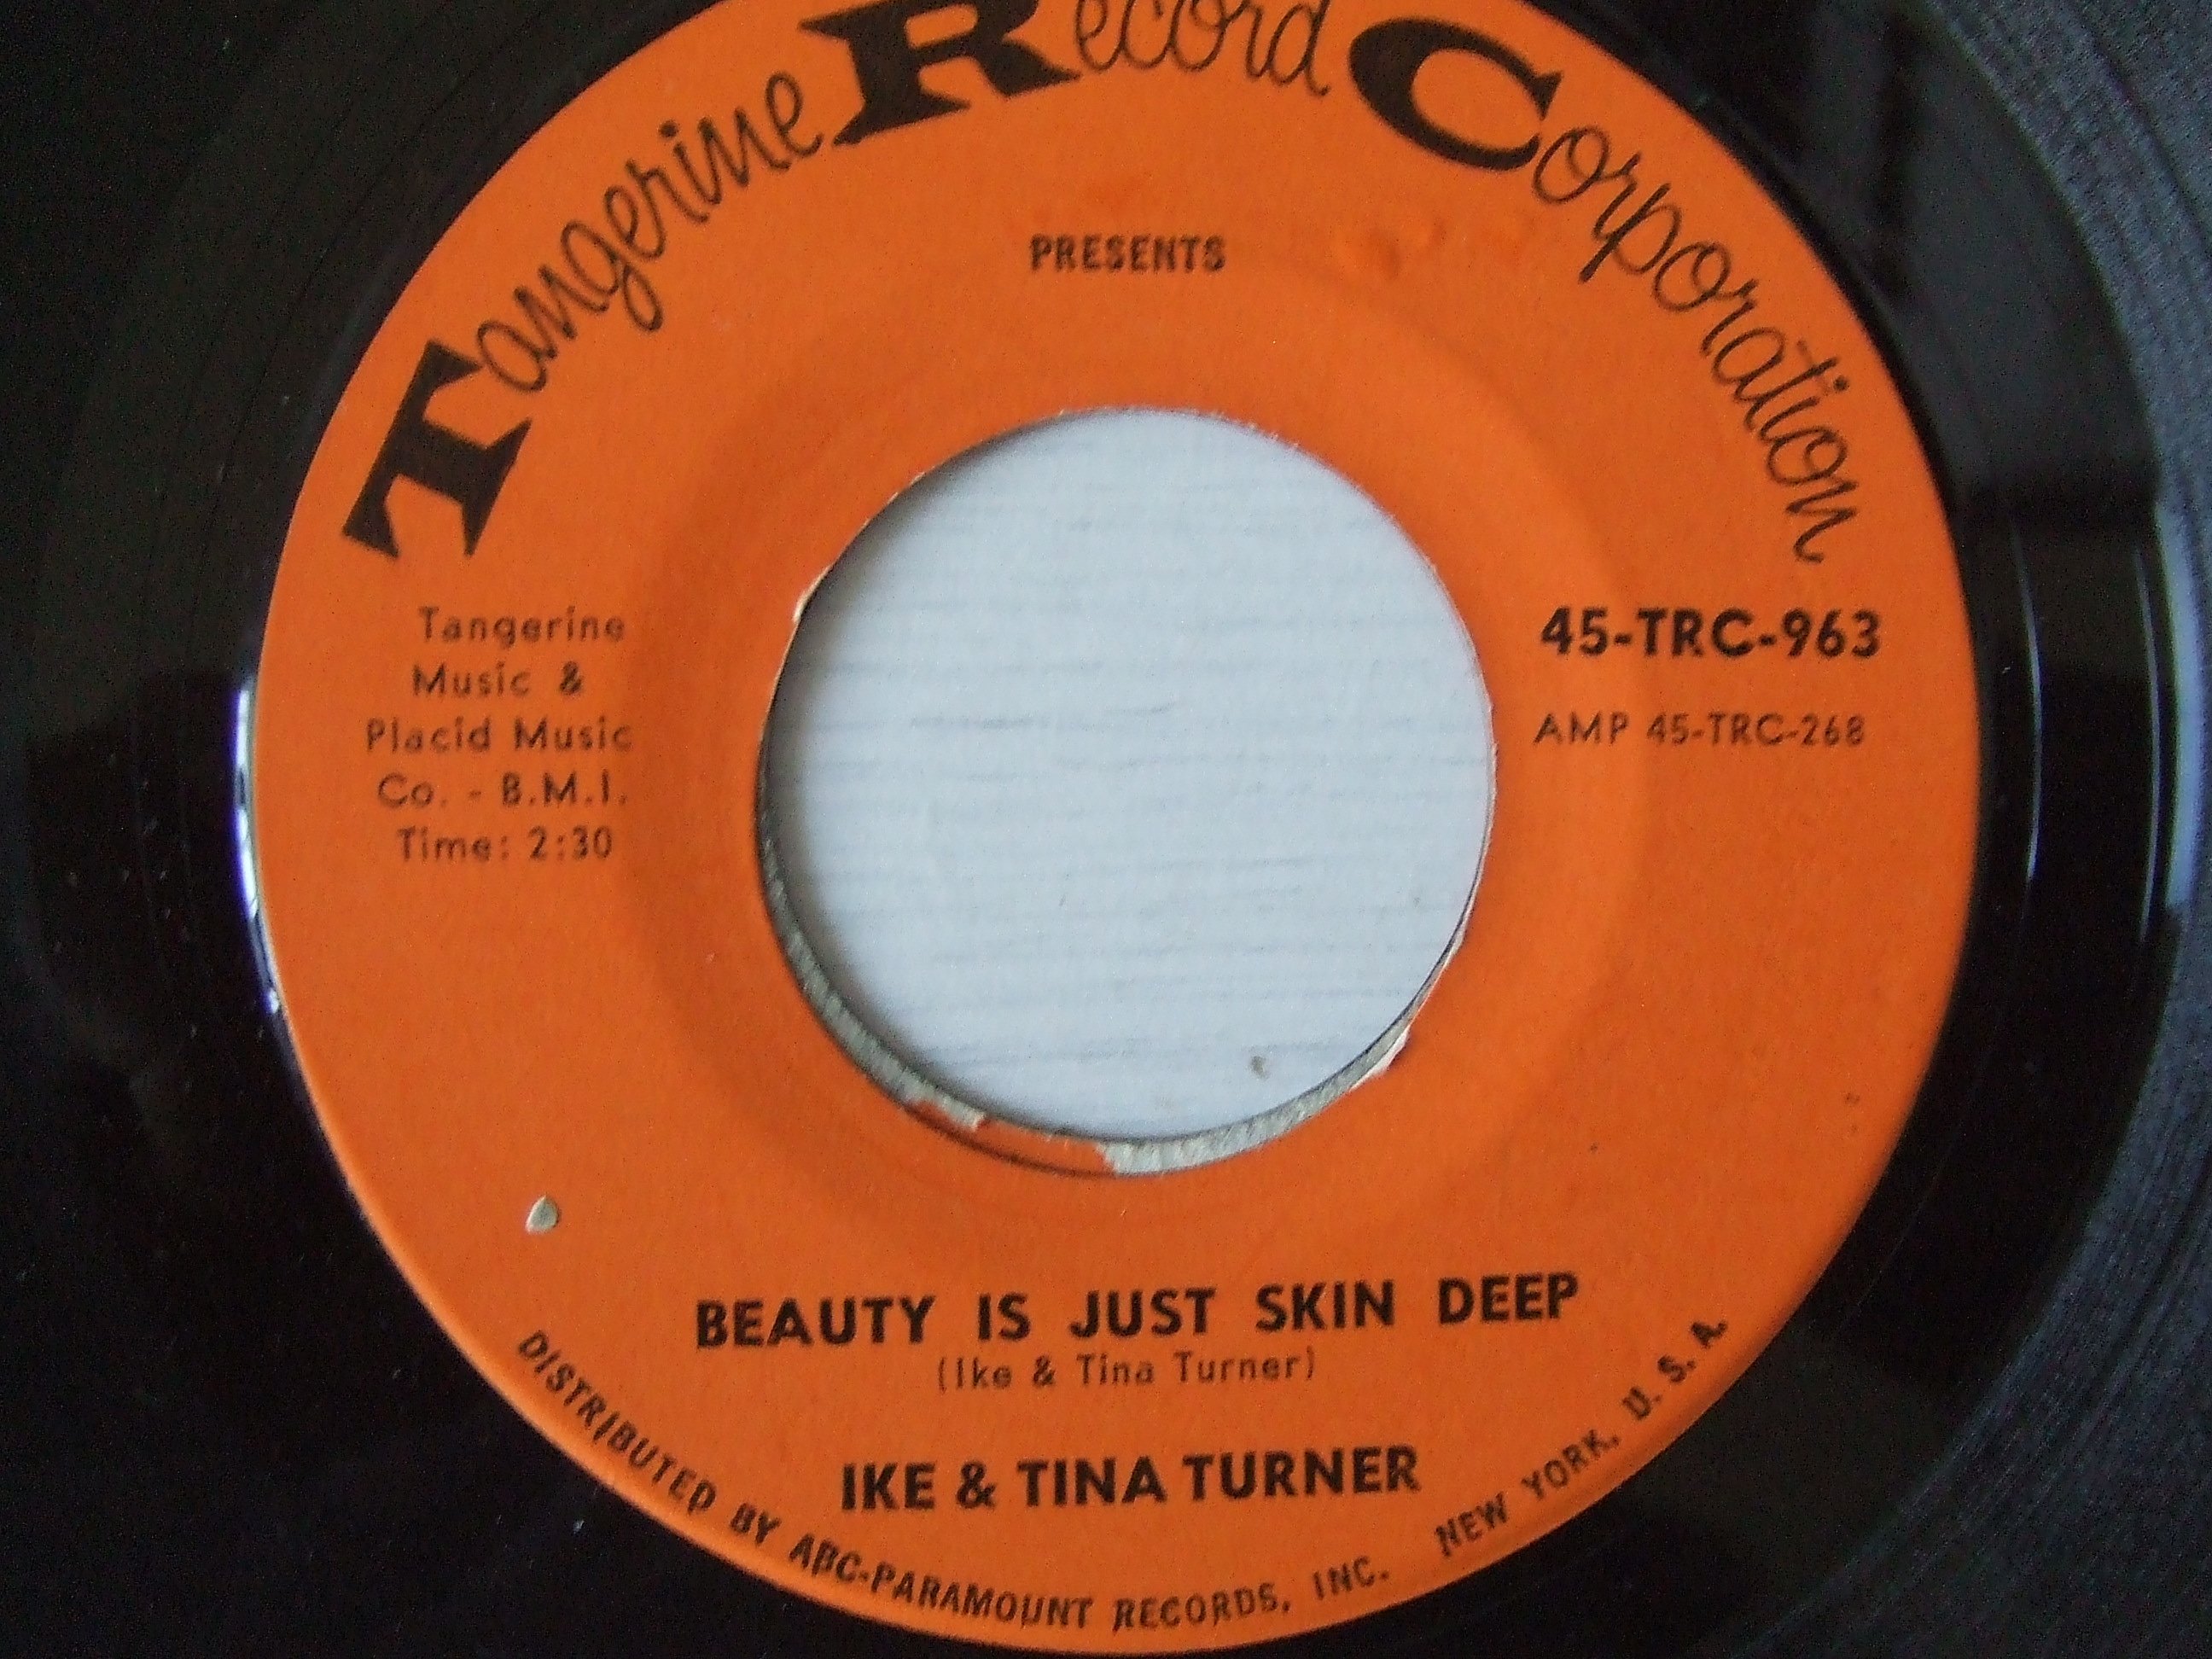 Tangerine Record Corporation
PRESENTS
Tangerine
Music &
Placid Music
Co. - B.M.I.
Time: 2:30
45-TRC-963
AMP 45-TRC-268
BEAUTY IS JUST SKIN DEEP
(Ike & Tina Turner)
IKE & TINA TURNER
DISTRIBUTED BY ABC-PARAMOUNT RECORDS, INC. NEW YORK, U. S. A.